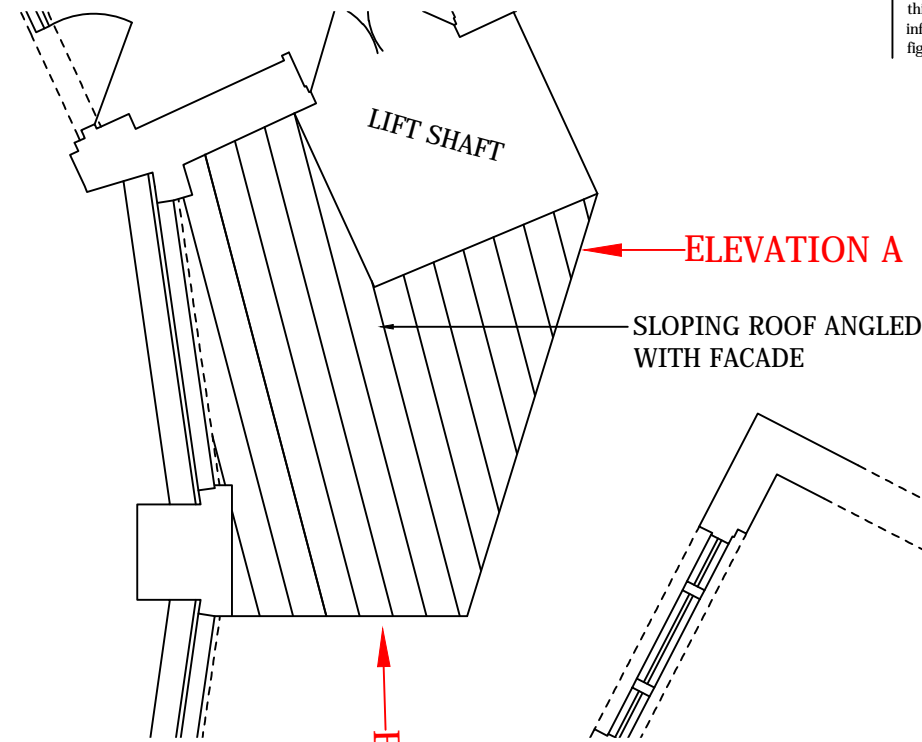 LIFT SHAFT
ELEVATION A
SLOPING ROOF ANGLED
WITH FACADE